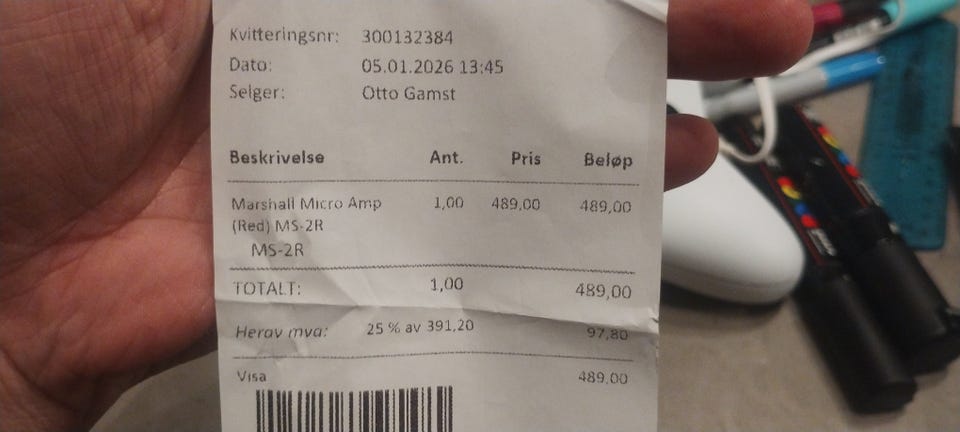 Kvitteringsnr: 300132384
Dato: 05.01.2026 13:45
Selger: Otto Gamst
Beskrivelse Ant. Pris Beløp
Marshall Micro Amp 1,00 489,00 489,00
(Red) MS-2R
MS-2R
TOTALT: 1,00 489,00
Herav mva: 25 % av 391,20 97,80
Visa 489,00